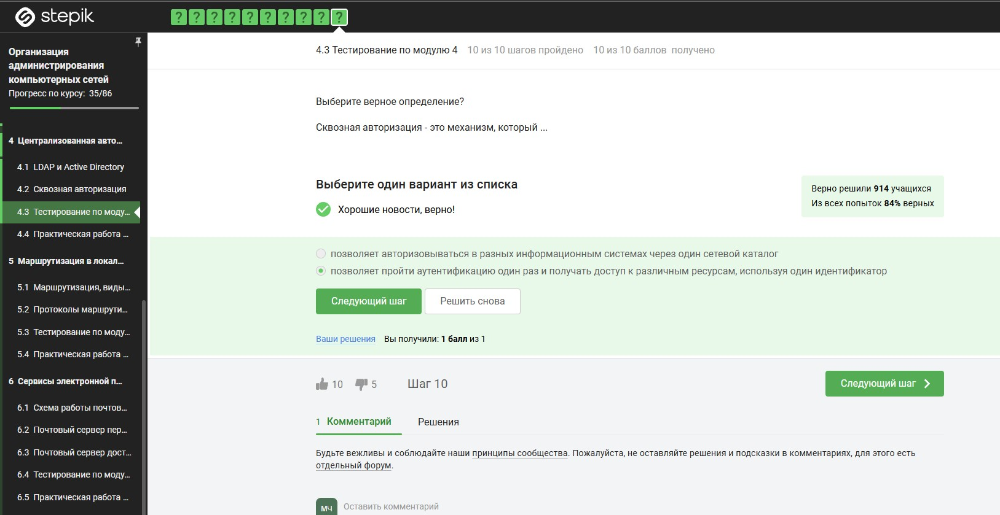 stepik
? ? ? ? ? ? ? ? ? ?
Организация
администрирования
компьютерных сетей
Прогресс по курсу: 35/86
4 Централизованная авто...
4.1 LDAP и Active Directory
4.2 Сквозная авторизация
4.3 Тестирование по моду...
4.4 Практическая работа ...
5 Маршрутизация в локал...
5.1 Маршрутизация, виды...
5.2 Протоколы маршрути...
5.3 Тестирование по моду...
5.4 Практическая работа ...
6 Сервисы электронной п...
6.1 Схема работы почтов...
6.2 Почтовый сервер пер...
6.3 Почтовый сервер дост...
6.4 Тестирование по моду...
6.5 Практическая работа ...
4.3 Тестирование по модулю 4 10 из 10 шагов пройдено 10 из 10 баллов получено
Выберите верное определение?
Сквозная авторизация - это механизм, который ...
Выберите один вариант из списка
Хорошие новости, верно!
Верно решили 914 учащихся
Из всех попыток 84% верных
позволяет авторизовываться в разных информационным системах через один сетевой каталог
позволяет пройти аутентификацию один раз и получать доступ к различным ресурсам, используя один идентификатор
Следующий шаг Решить снова
Ваши решения Вы получили: 1 балл из 1
10 5 Шаг 10 Следующий шаг
1 Комментарий Решения
Будьте вежливы и соблюдайте наши принципы сообщества. Пожалуйста, не оставляйте решения и подсказки в комментариях, для этого есть
отдельный форум.
МЧ Оставить комментарий